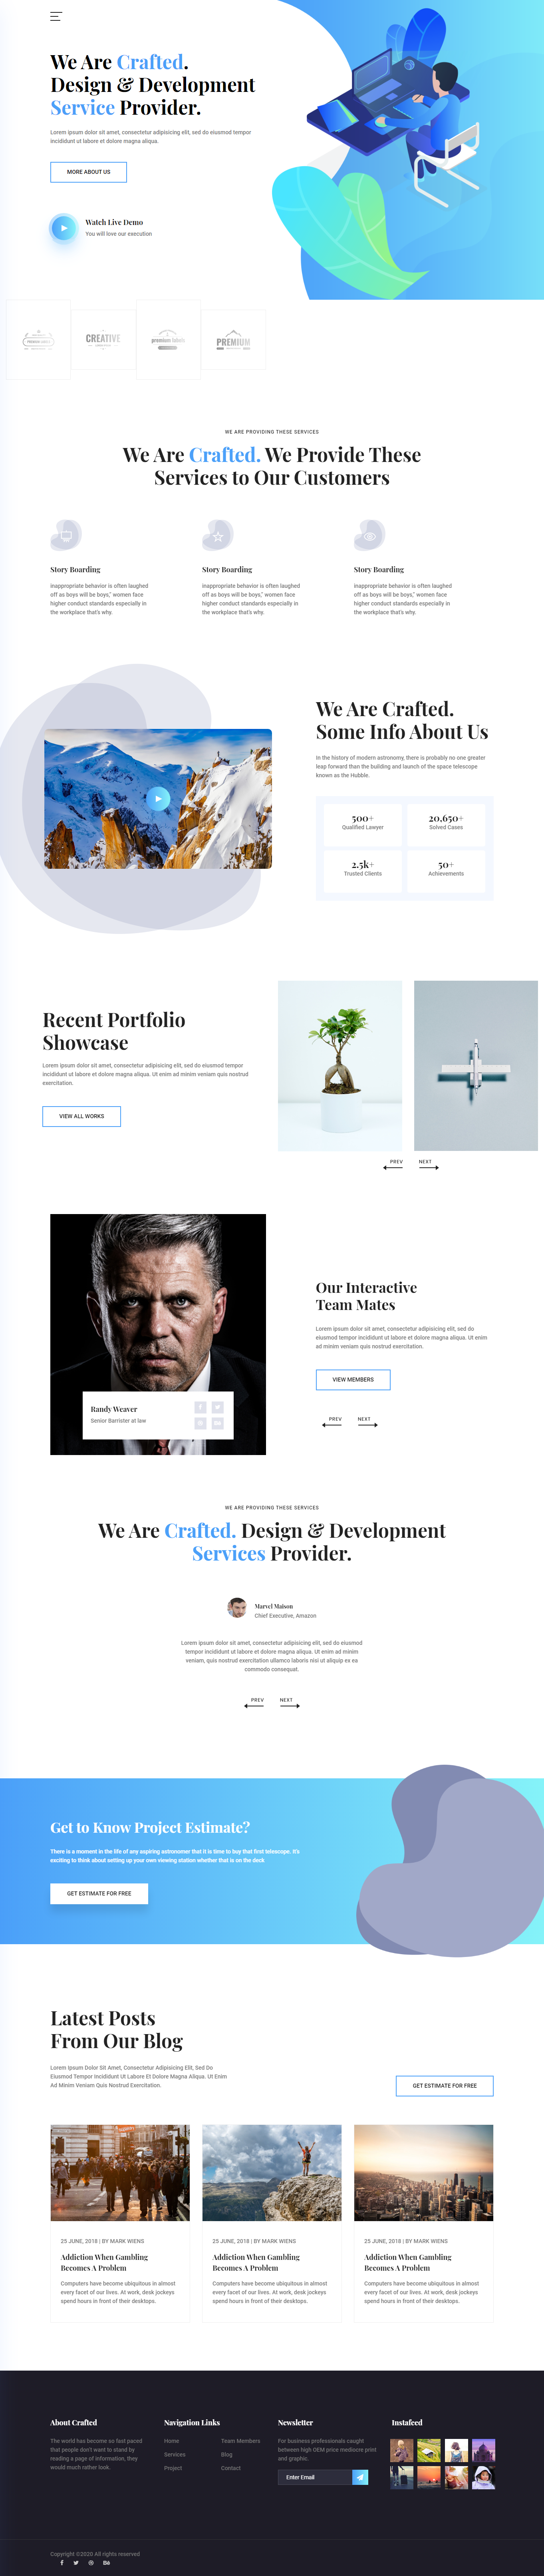 We Are Crafted.
Design & Development
Service Provider.
Lorem ipsum dolor sit amet, consectetur adipisicing elit, sed do eiusmod tempor
incididunt ut labore et dolore magna aliqua.
MORE ABOUT US
Watch Live Demo
You will love our execution
CREATIVE
premium labels
PREMIUM
WE ARE PROVIDING THESE SERVICES
We Are Crafted. We Provide These
Services to Our Customers
Story Boarding
Story Boarding
Story Boarding
inappropriate behavior is often laughed
off as boys will be boys," women face
higher conduct standards especially in
the workplace that's why.
inappropriate behavior is often laughed
off as boys will be boys," women face
higher conduct standards especially in
the workplace that's why.
inappropriate behavior is often laughed
off as boys will be boys," women face
higher conduct standards especially in
the workplace that's why.
We Are Crafted.
Some Info About Us
In the history of modern astronomy, there is probably no one greater
leap forward than the building and launch of the space telescope
known as the Hubble.
500+
Qualified Lawyer
20,650+
Solved Cases
2.5k+
Trusted Clients
50+
Achievements
Recent Portfolio
Showcase
Lorem ipsum dolor sit amet, consectetur adipisicing elit, sed do eiusmod tempor
incididunt ut labore et dolore magna aliqua. Ut enim ad minim veniam quis nostrud
exercitation.
VIEW ALL WORKS
PREV
NEXT
Randy Weaver
Senior Barrister at law
Our Interactive
Team Mates
Lorem ipsum dolor sit amet, consectetur adipisicing elit, sed do
eiusmod tempor incididunt ut labore et dolore magna aliqua. Ut enim
ad minim veniam quis nostrud exercitation.
VIEW MEMBERS
PREV
NEXT
WE ARE PROVIDING THESE SERVICES
We Are Crafted. Design & Development
Services Provider.
Marvel Maison
Chief Executive, Amazon
Lorem ipsum dolor sit amet, consectetur adipisicing elit, sed do eiusmod
tempor incididunt ut labore et dolore magna aliqua. Ut enim ad minim
veniam, quis nostrud exercitation ullamco laboris nisi ut aliquip ex ea
commodo consequat.
PREV
NEXT
Get to Know Project Estimate?
There is a moment in the life of any aspiring astronomer that it is time to buy that first telescope. It's
exciting to think about setting up your own viewing station whether that is on the deck
GET ESTIMATE FOR FREE
Latest Posts
From Our Blog
Lorem Ipsum Dolor Sit Amet, Consectetur Adipisicing Elit, Sed Do
Eiusmod Tempor Incididunt Ut Labore Et Dolore Magna Aliqua. Ut Enim
Ad Minim Veniam Quis Nostrud Exercitation.
GET ESTIMATE FOR FREE
25 JUNE, 2018 | BY MARK WIENS
Addiction When Gambling
Becomes A Problem
Computers have become ubiquitous in almost
every facet of our lives. At work, desk jockeys
spend hours in front of their desktops.
25 JUNE, 2018 | BY MARK WIENS
Addiction When Gambling
Becomes A Problem
Computers have become ubiquitous in almost
every facet of our lives. At work, desk jockeys
spend hours in front of their desktops.
25 JUNE, 2018 | BY MARK WIENS
Addiction When Gambling
Becomes A Problem
Computers have become ubiquitous in almost
every facet of our lives. At work, desk jockeys
spend hours in front of their desktops.
About Crafted
The world has become so fast paced
that people don't want to stand by
reading a page of information, they
would much rather look.
Navigation Links
Home
Services
Project
Team Members
Blog
Contact
Newsletter
For business professionals caught
between high OEM price mediocre print
and graphic.
Enter Email
Instafeed
Copyright ©2020 All rights reserved